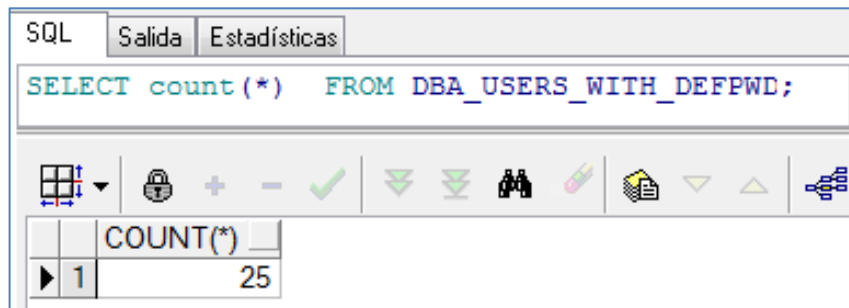 SQL Salida Estadísticas
SELECT count(*) FROM DBA_USERS_WITH_DEFPWD;
COUNT(*)
1 25